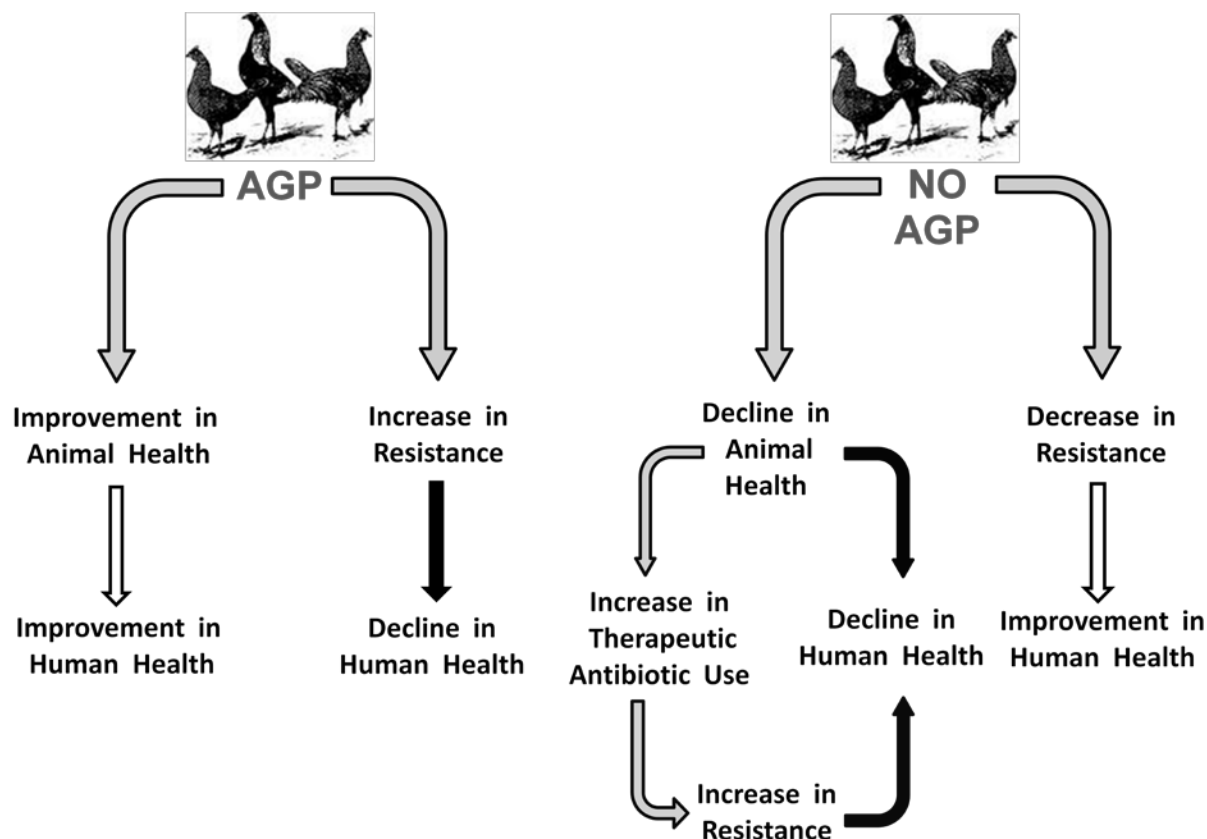 AGP
Improvement in
Animal Health
Improvement in
Human Health
Increase in
Resistance
Decline in
Human Health
NO
AGP
Decline in
Animal
Health
Increase in
Therapeutic
Antibiotic Use
Increase in
Resistance
Decline in
Human Health
Decrease in
Resistance
Improvement in
Human Health